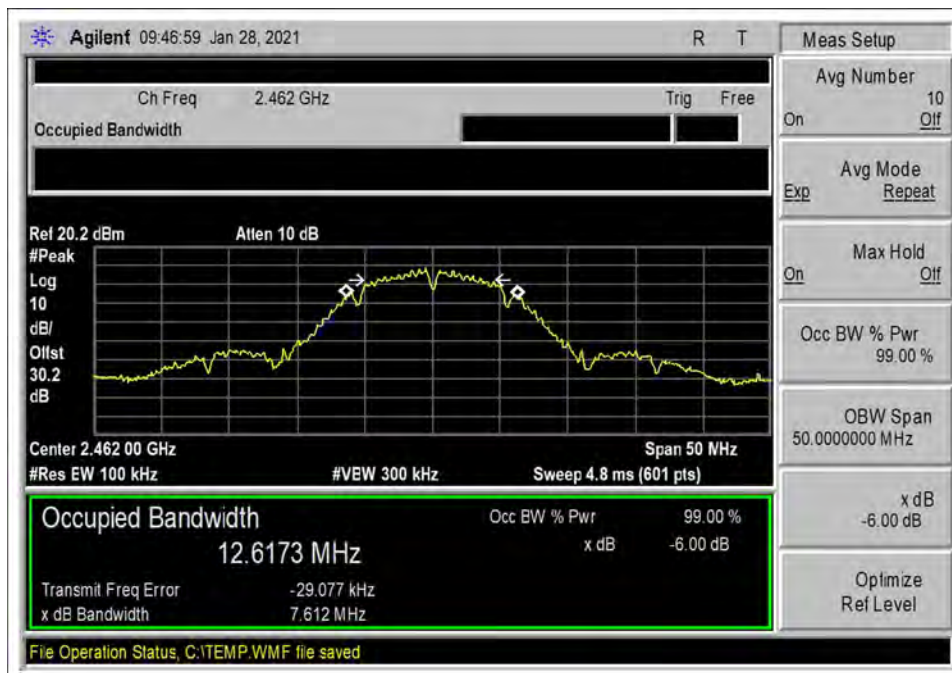 Agilent 09:46:59 Jan 28, 2021 R T
Ch Freq 2.462 GHz Trig Free
Occupied Bandwidth
Ref 20.2 dBm Atten 10 dB
#Peak
Log
10
dB/
Offst
30.2
dB
Center 2.462 00 GHz Span 50 MHz
#Res BW 100 kHz #VBW 300 kHz Sweep 4.8 ms (601 pts)
Occupied Bandwidth Occ BW % Pwr 99.00 %
12.6173 MHz x dB -6.00 dB
Transmit Freq Error -29.077 kHz
x dB Bandwidth 7.612 MHz
File Operation Status, C:\TEMP.WMF file saved
Meas Setup
Avg Number
10
On Off
Avg Mode
Exp Repeat
Max Hold
On Off
Occ BW % Pwr
99.00 %
OBW Span
50.0000000 MHz
x dB
-6.00 dB
Optimize
Ref Level